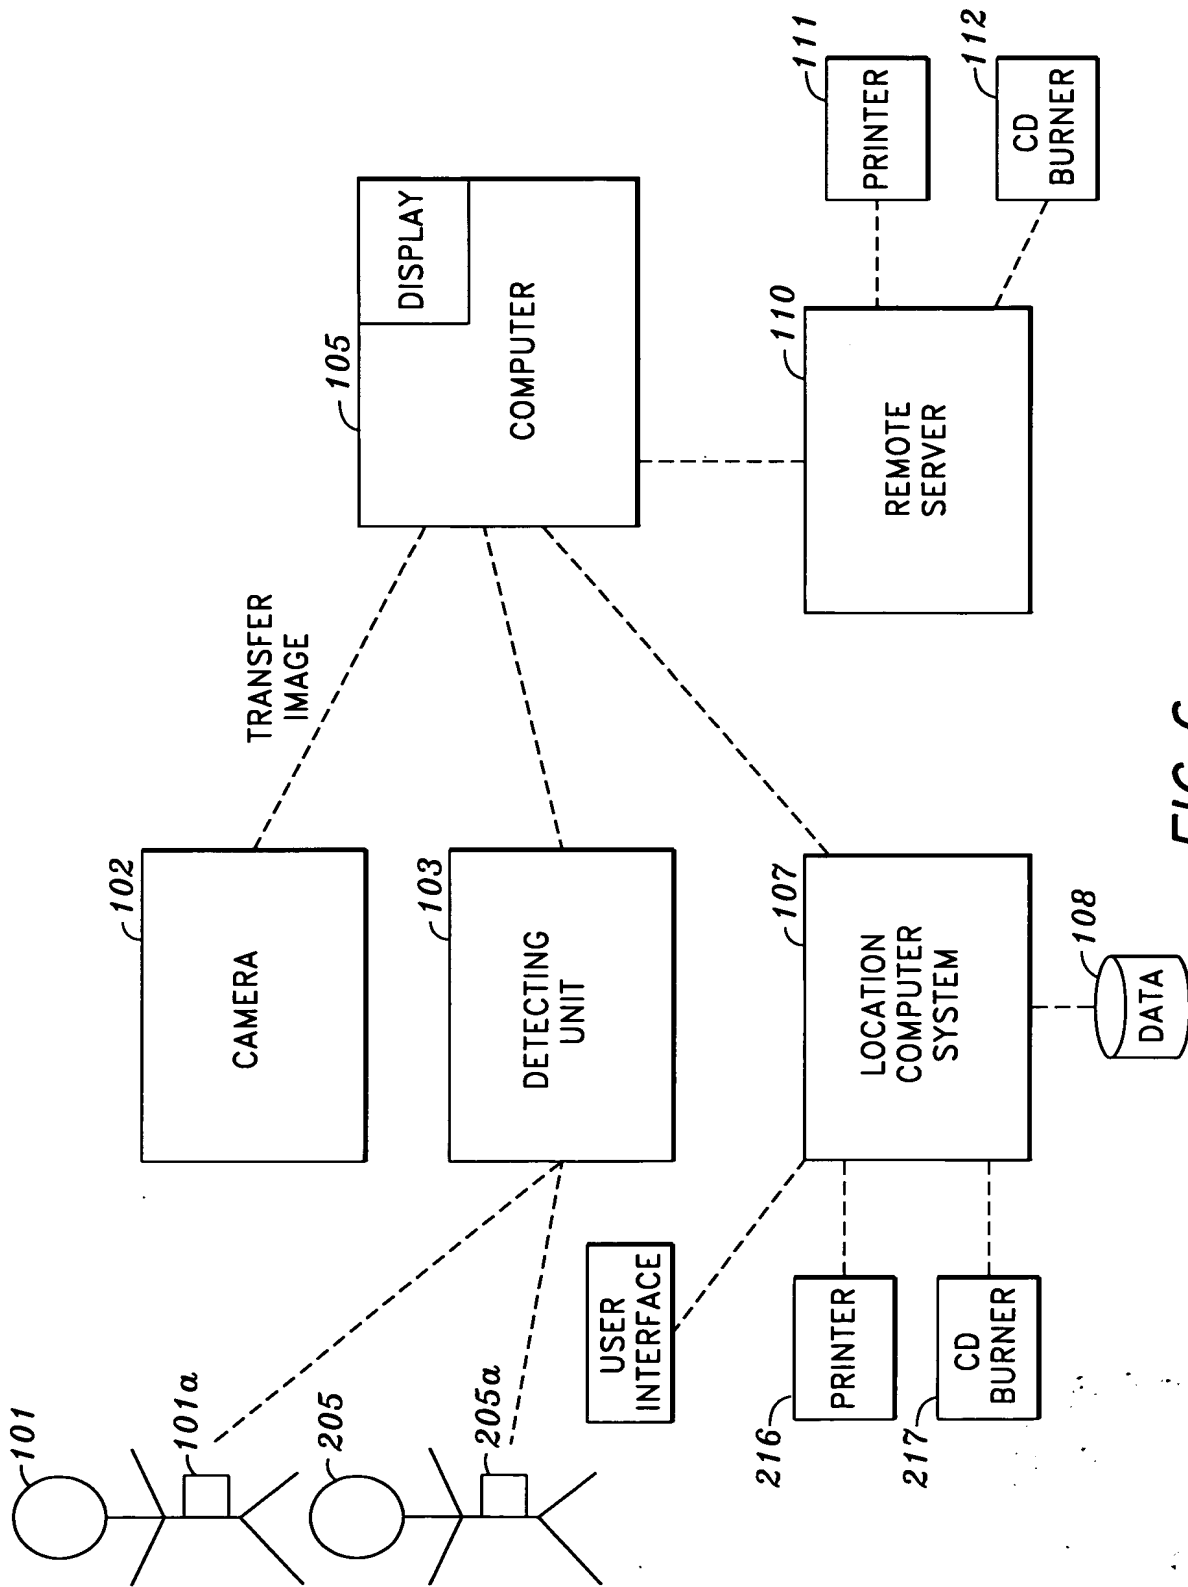 101
102
101a
CAMERA
TRANSFER
IMAGE
205
105
DISPLAY
COMPUTER
103
205a
DETECTING
UNIT
USER
INTERFACE
107
110
111
216
PRINTER
LOCATION
COMPUTER
SYSTEM
REMOTE
SERVER
PRINTER
217
CD
BURNER
112
CD
BURNER
108
DATA
FIG.